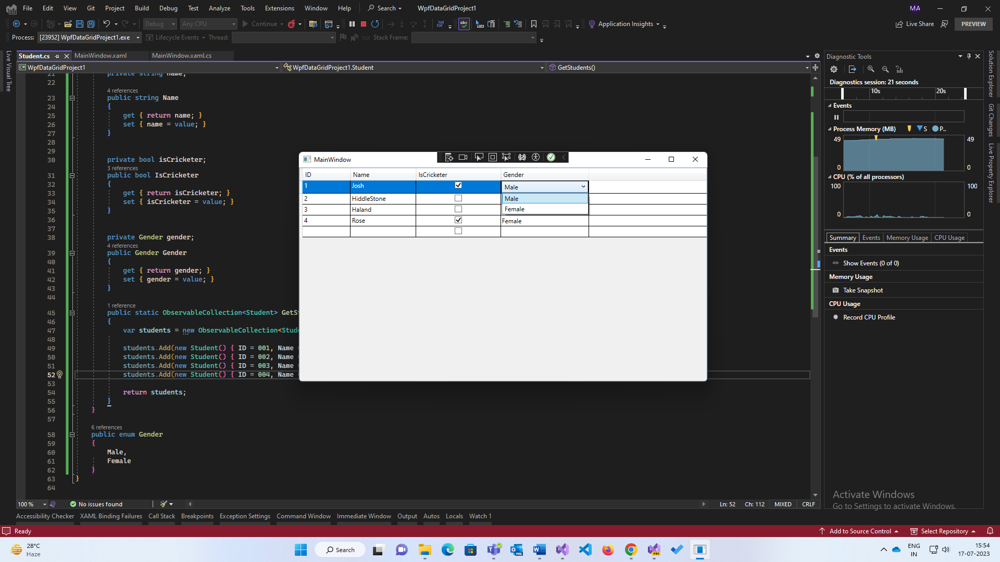 File Edit View Git Project Build Debug Test Analyze Tools Extensions Window Help Search WpfDataGridProject1 MA
Debug Any CPU Continue Application Insights Live Share PREVIEW
Process: [23952] WpfDataGridProject1.exe Lifecycle Events Thread: Stack Frame:
Student.cs MainWindow.xaml MainWindow.xaml.cs
WpfDataGridProject1 WpfDataGridProject1.Student GetStudents()
Live Visual Tree
21 private string name;
22
4 references
23 public string Name
24 {
25 get { return name; }
26 set { name = value; }
27 }
28
29
30 private bool isCricketer;
3 references
31 public bool IsCricketer
32 {
33 get { return isCricketer; }
34 set { isCricketer = value; }
35 }
36
37
38 private Gender gender;
4 references
39 public Gender Gender
40 {
41 get { return gender; }
42 set { gender = value; }
43 }
44
1 reference
45 public static ObservableCollection<Student> GetSt
46 {
47 var students = new ObservableCollection<Stude
48
49 students.Add(new Student() { ID = 001, Name =
50 students.Add(new Student() { ID = 002, Name =
51 students.Add(new Student() { ID = 003, Name =
52 students.Add(new Student() { ID = 004, Name =
53
54 return students;
55 }
56 }
57
6 references
58 public enum Gender
59 {
60 Male,
61 Female
62 }
63 }
64
MainWindow
ID Name IsCricketer Gender
1 Josh Male
Male
2 HiddleStone
Female
3 Haland
4 Rose Female
Diagnostic Tools
Diagnostics session: 21 seconds
10s 20s
Events
Process Memory (MB) S P..
49 49
0 0
CPU (% of all processors)
100 100
0 0
Summary Events Memory Usage CPU Usage
Events
Show Events (0 of 0)
Memory Usage
Take Snapshot
CPU Usage
Record CPU Profile
Solution Explorer
Git Changes
Live Property Explorer
Activate Windows
Go to Settings to activate Windows.
100 % No issues found Ln: 52 Ch: 112 MIXED CRLF
Accessibility Checker XAML Binding Failures Call Stack Breakpoints Exception Settings Command Window Immediate Window Output Autos Locals Watch 1
Ready Add to Source Control Select Repository
28°C
Haze
Search
ENG
IN
15:54
17-07-2023